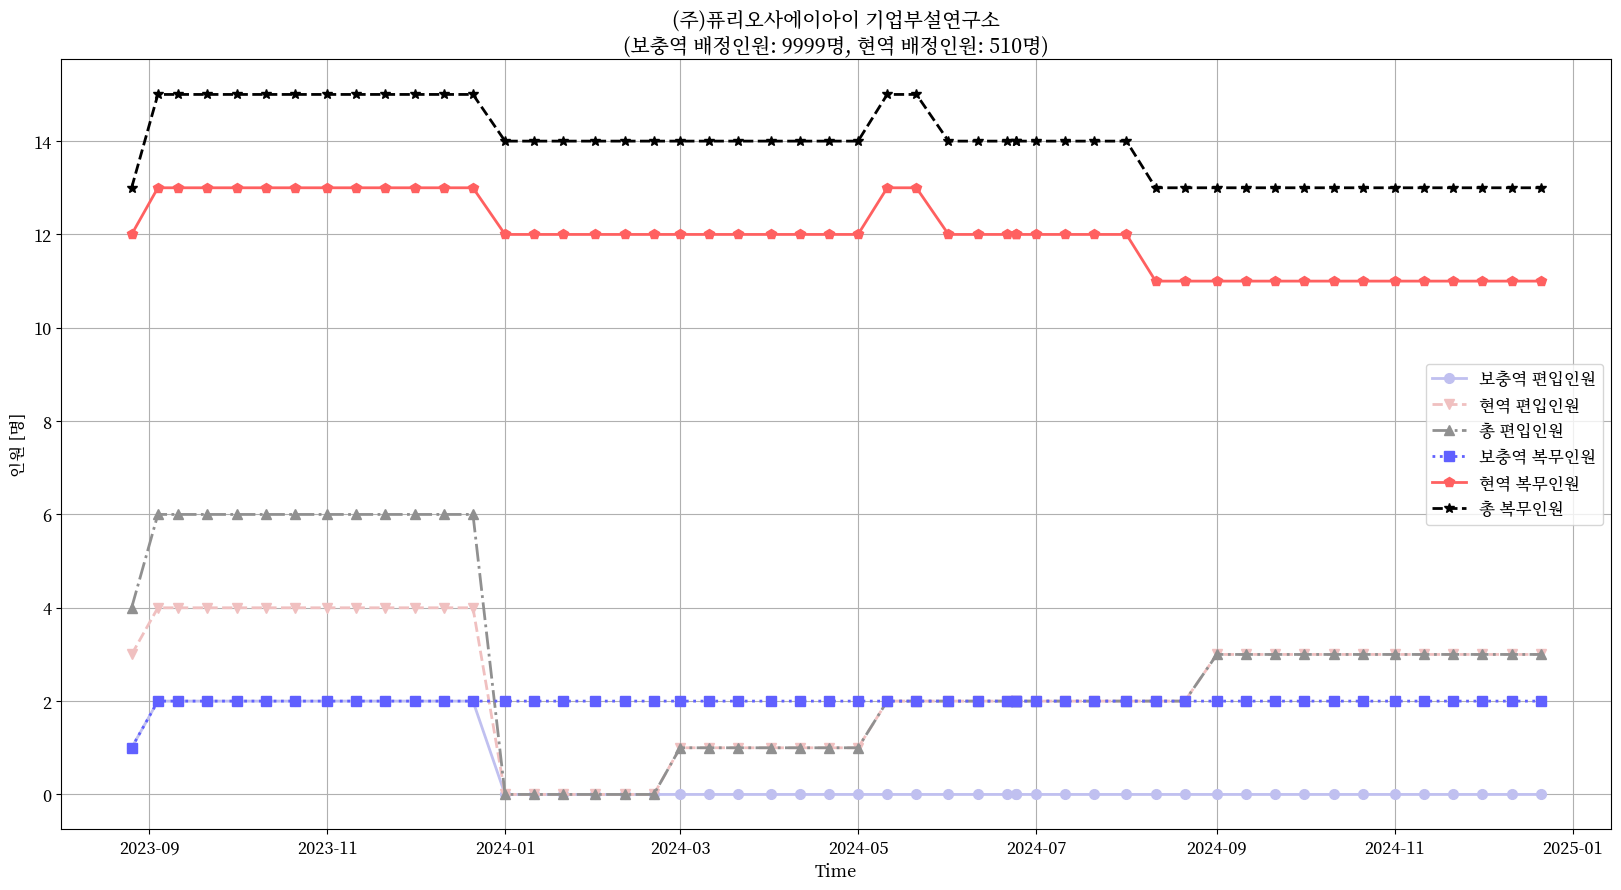 (주)퓨리오사에이아이 기업부설연구소
(보충역 배정인원: 9999명, 현역 배정인원: 510명)
인원 [명]
14
12
10
8
6
4
2
0
보충역 편입인원
현역 편입인원
총 편입인원
보충역 복무인원
현역 복무인원
총 복무인원
2023-09
2023-11
2024-01
2024-03
2024-05
2024-07
2024-09
2024-11
2025-01
Time